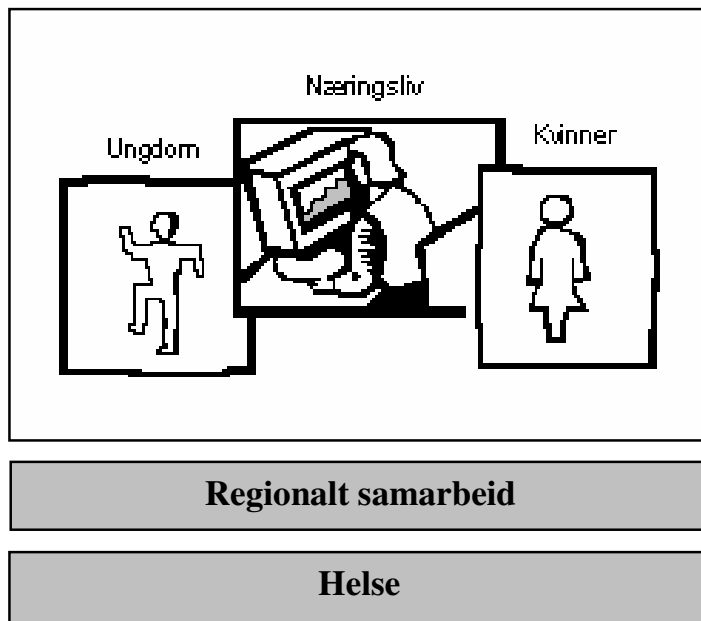 Næringsliv
Ungdom
Kvinner
Regionalt samarbeid
Helse